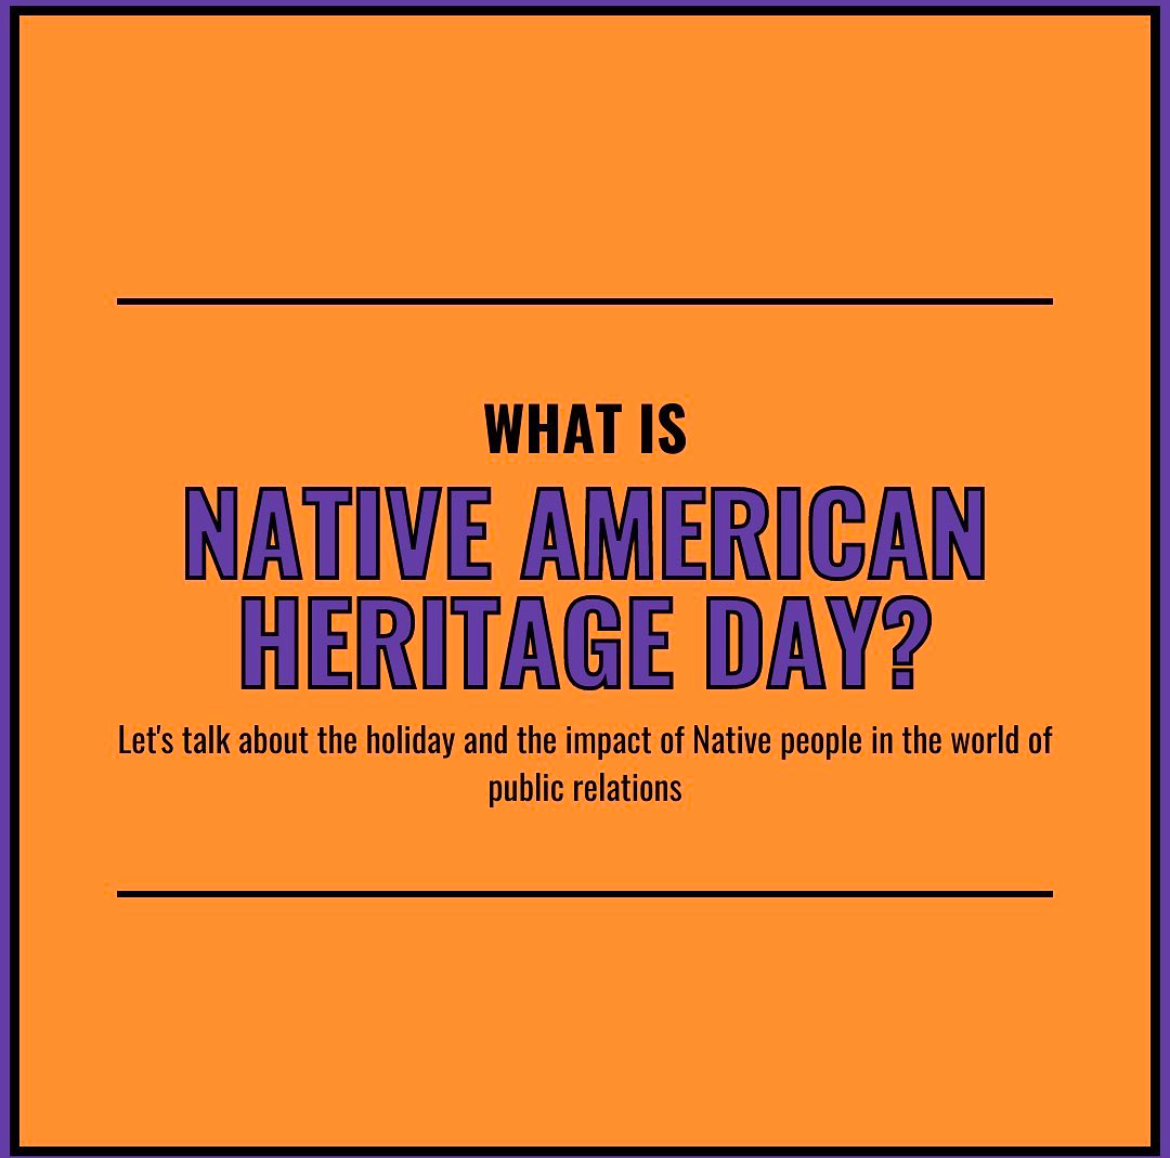 WHAT IS
NATIVE AMERICAN
HERITAGE DAY?
Let's talk about the holiday and the impact of Native people in the world of
public relations